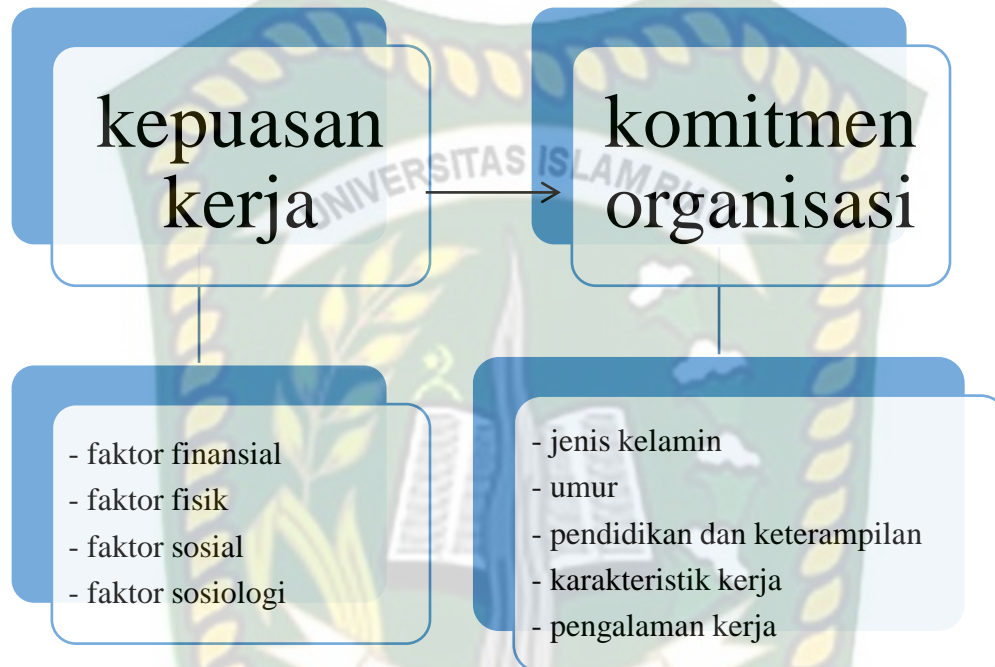 kepuasan
kerja
komitmen
organisasi
UNIVERSITAS ISLAM
- faktor finansial
- faktor fisik
- faktor sosial
- faktor sosiologi
- jenis kelamin
- umur
- pendidikan dan keterampilan
- karakteristik kerja
- pengalaman kerja